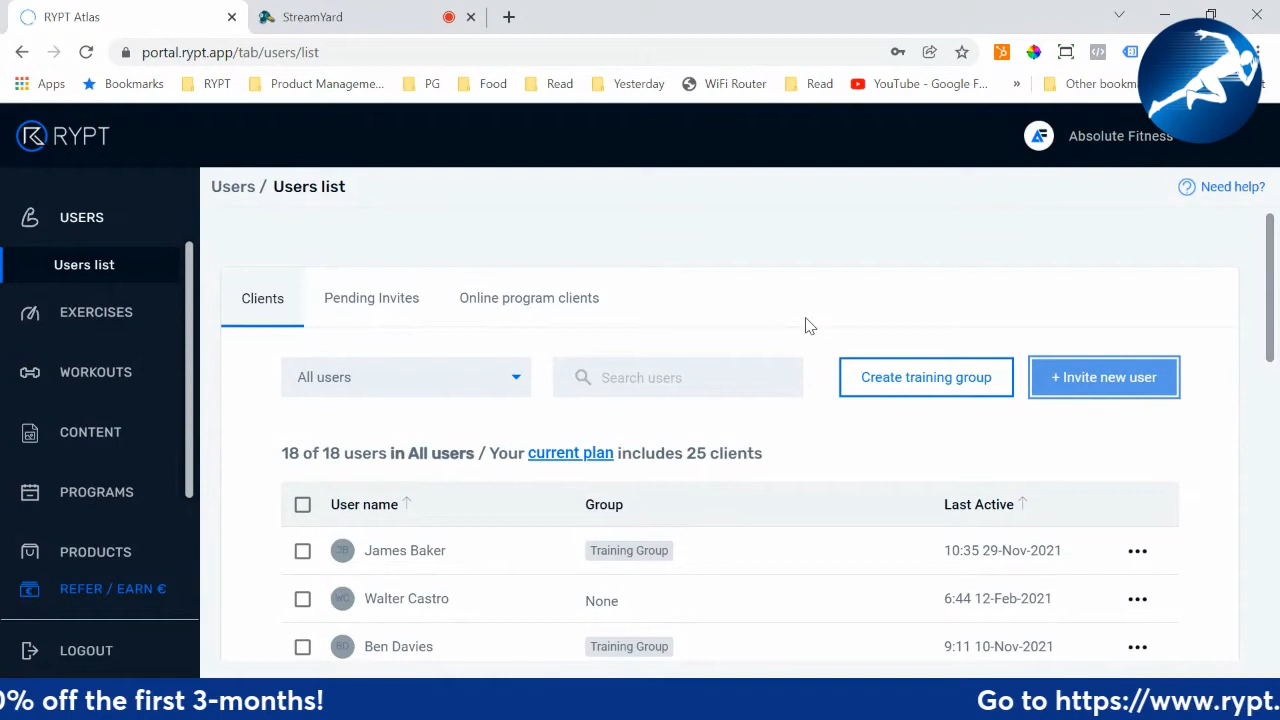 RYPT Atlas
StreamYard
portal.rypt.app/tab/users/list
Apps
Bookmarks
RYPT
Product Manageme...
PG
Food
Read
Yesterday
WiFi Router
Read
YouTube - Google F...
»
Other bookm
RYPT
Absolute Fitness
Users / Users list
Need help?
USERS
Users list
EXERCISES
WORKOUTS
CONTENT
PROGRAMS
PRODUCTS
REFER / EARN €
LOGOUT
Clients
Pending Invites
Online program clients
All users
Search users
Create training group
+ Invite new user
18 of 18 users in All users / Your current plan includes 25 clients
User name
Group
Last Active
JB
James Baker
Training Group
10:35 29-Nov-2021
WC
Walter Castro
None
6:44 12-Feb-2021
BD
Ben Davies
Training Group
9:11 10-Nov-2021
0% off the first 3-months!
Go to https://www.rypt.